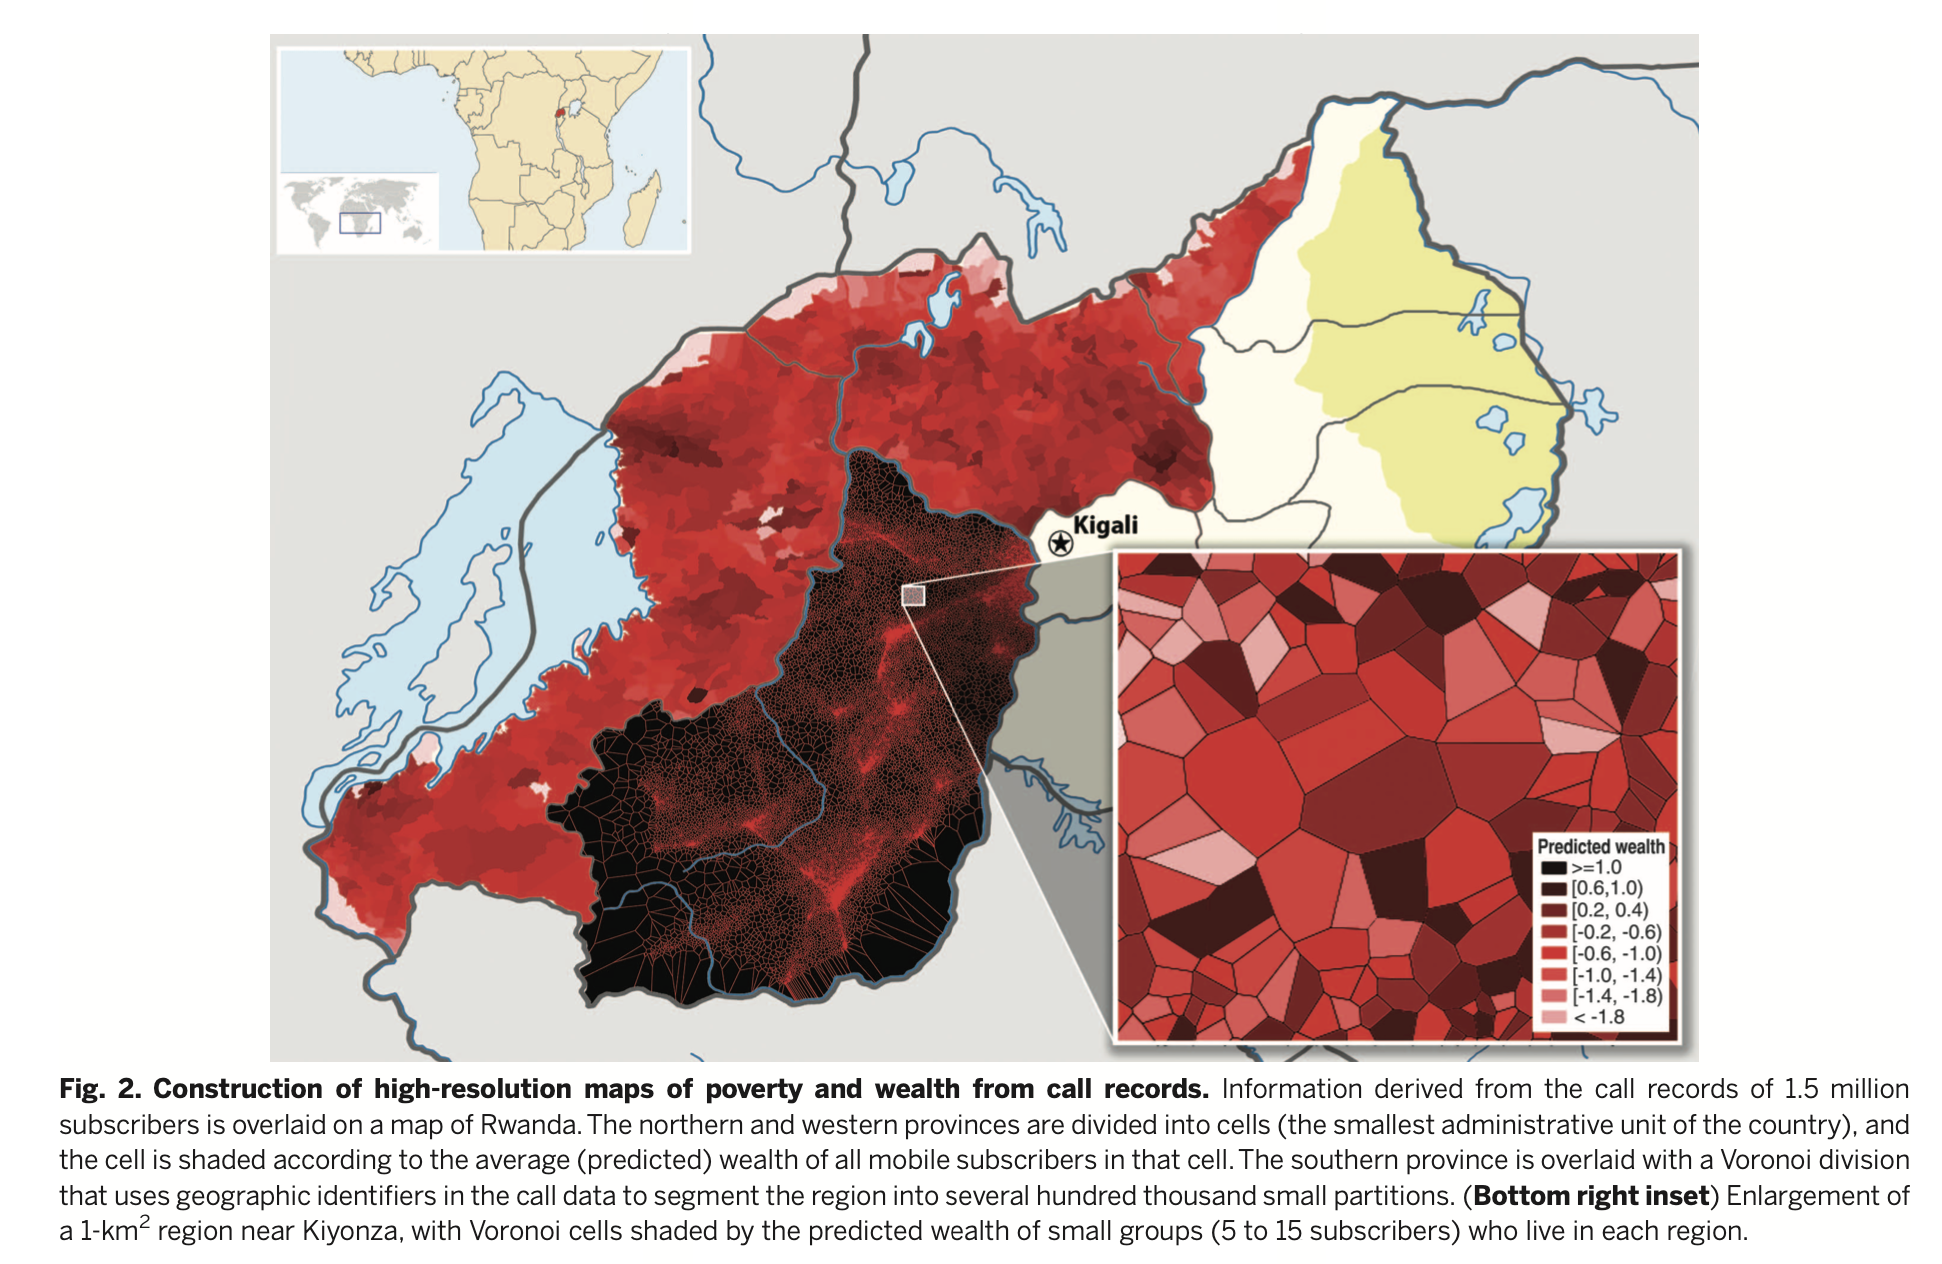 Kigali
Predicted wealth
>=1.0
[0.6,1.0)
[0.2, 0.4)
[-0.2, -0.6)
[-0.6, -1.0)
[-1.0, -1.4)
[-1.4, -1.8)
< -1.8
Fig. 2. Construction of high-resolution maps of poverty and wealth from call records. Information derived from the call records of 1.5 million
subscribers is overlaid on a map of Rwanda. The northern and western provinces are divided into cells (the smallest administrative unit of the country), and
the cell is shaded according to the average (predicted) wealth of all mobile subscribers in that cell. The southern province is overlaid with a Voronoi division
that uses geographic identifiers in the call data to segment the region into several hundred thousand small partitions. (Bottom right inset) Enlargement of
a 1-km² region near Kiyonza, with Voronoi cells shaded by the predicted wealth of small groups (5 to 15 subscribers) who live in each region.